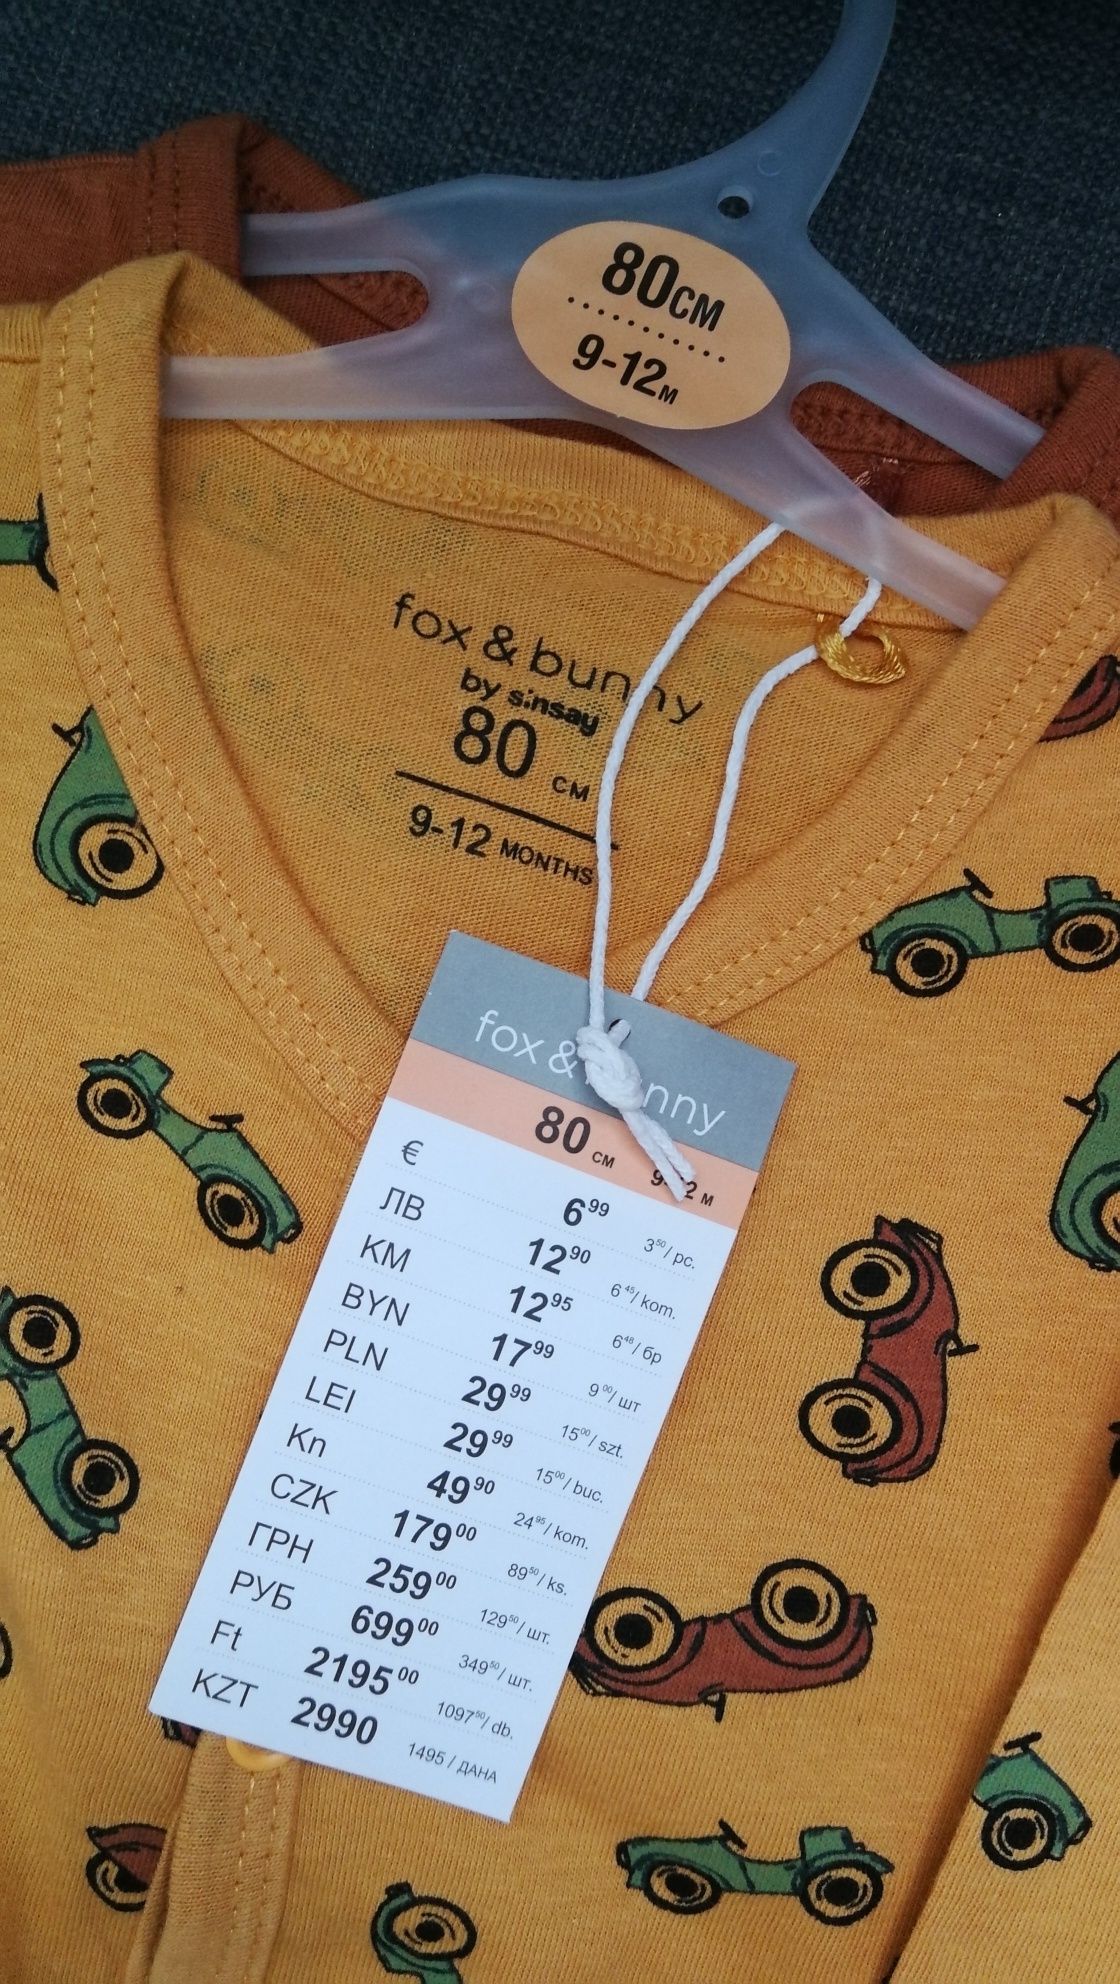 80CM
9-12M
fox & bunny
by sinsay
80 CM
9-12 MONTHS
fox & nny
80 CM 9-12 M
€ 6⁹⁹ 3⁵⁰/ pc.
ЛВ 12⁹⁰ 6⁴⁵/ kom.
KM 12⁹⁵ 6⁴⁸/ бр
BYN 17⁹⁹ 9⁰⁰/ шт
PLN 29⁹⁹ 15⁰⁰/ szt.
LEI 29⁹⁹ 15⁰⁰/ buc.
Kn 49⁹⁰ 24⁹⁵/ kom.
CZK 179⁰⁰ 89⁵⁰/ ks.
ГРН 259⁰⁰ 129⁵⁰/ шт.
РУБ 699⁰⁰ 349⁵⁰/ шт.
Ft 2195⁰⁰ 1097⁵⁰/ db.
KZT 2990 1495 / ДАНА